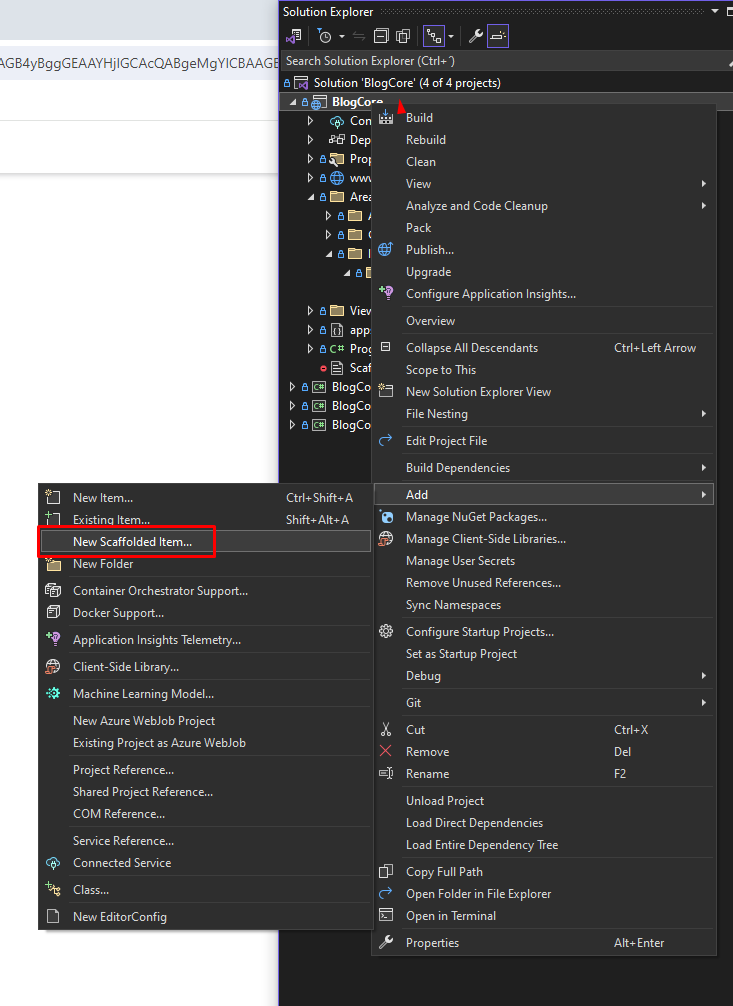 Solution Explorer
AGB4yBggGEAAYHjIGCAcQABgeMgYICBAAGBE
Search Solution Explorer (Ctrl+´)
Solution 'BlogCore' (4 of 4 projects)
BlogCore
Con
Dep
Prop
www
Area
View
apps
C# Prog
Scaf
C# BlogCo
C# BlogCo
C# BlogCo
Build
Rebuild
Clean
View
Analyze and Code Cleanup
Pack
Publish...
Upgrade
Configure Application Insights...
Overview
Collapse All Descendants Ctrl+Left Arrow
Scope to This
New Solution Explorer View
File Nesting
Edit Project File
Build Dependencies
Add
Manage NuGet Packages...
Manage Client-Side Libraries...
Manage User Secrets
Remove Unused References...
Sync Namespaces
Configure Startup Projects...
Set as Startup Project
Debug
Git
Cut Ctrl+X
Remove Del
Rename F2
Unload Project
Load Direct Dependencies
Load Entire Dependency Tree
Copy Full Path
Open Folder in File Explorer
Open in Terminal
Properties Alt+Enter
New Item... Ctrl+Shift+A
Existing Item... Shift+Alt+A
New Scaffolded Item...
New Folder
Container Orchestrator Support...
Docker Support...
Application Insights Telemetry...
Client-Side Library...
Machine Learning Model...
New Azure WebJob Project
Existing Project as Azure WebJob
Project Reference...
Shared Project Reference...
COM Reference...
Service Reference...
Connected Service
Class...
New EditorConfig